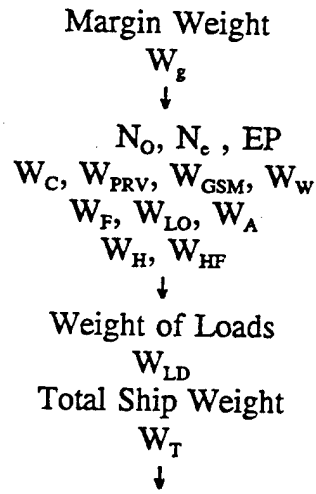 Margin Weight
W_g
↓
N_O, N_e , EP
W_C, W_PRV, W_GSM, W_W
W_F, W_LO, W_A
W_H, W_HF
↓
Weight of Loads
W_LD
Total Ship Weight
W_T
↓